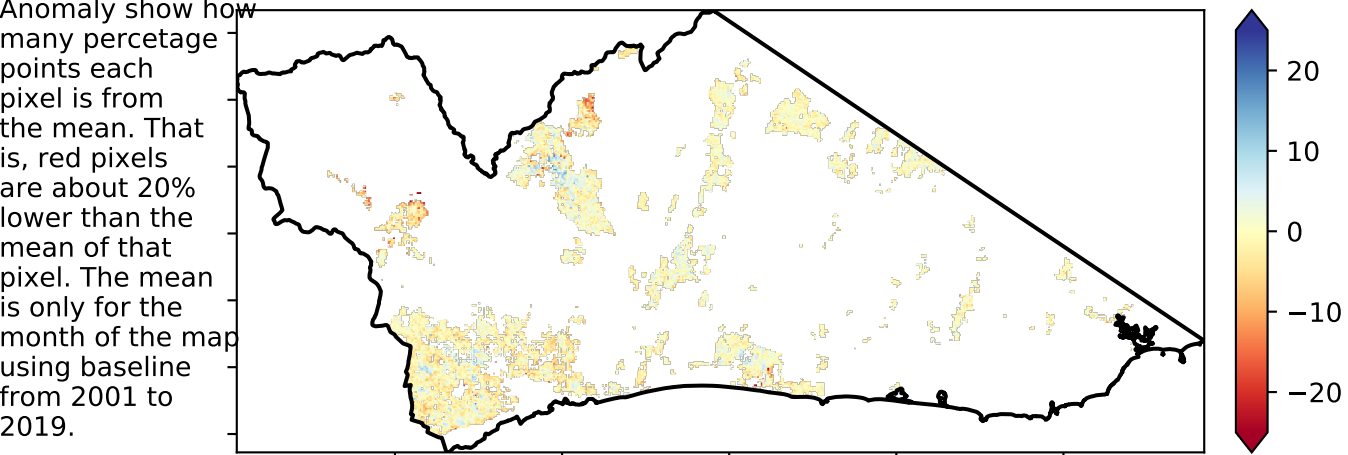 Anomaly show how
many percetage
points each
pixel is from
the mean. That
is, red pixels
are about 20%
lower than the
mean of that
pixel. The mean
is only for the
month of the map
using baseline
from 2001 to
2019.
20
10
0
−10
−20